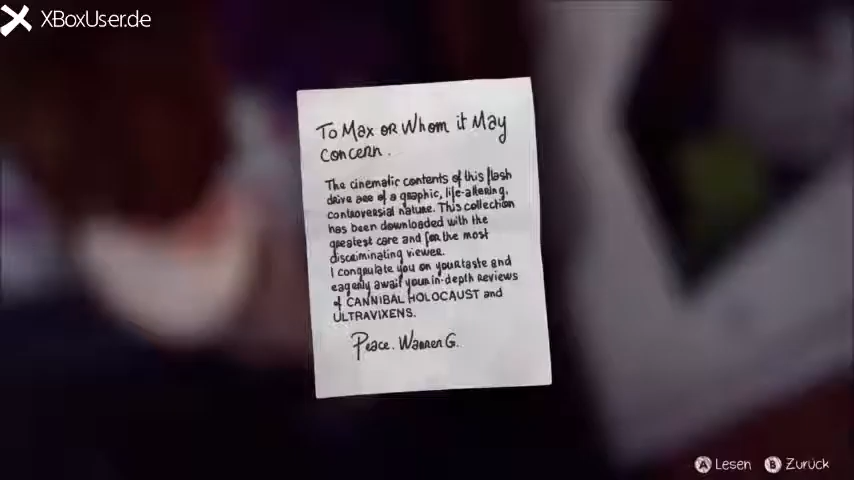 XBoxUser.de
To Max or Whom it May
Concern.
The cinematic contents of this flash
drive are of a graphic, life-altering,
controversial nature. This collection
has been downloaded with the
greatest care and for the most
discriminating viewer.
I congralate you on your taste and
eagerly await your in-depth reviews
of CANNIBAL HOLOCAUST and
ULTRAVIXENS.
Peace. Warren G.
A Lesen B Zurück